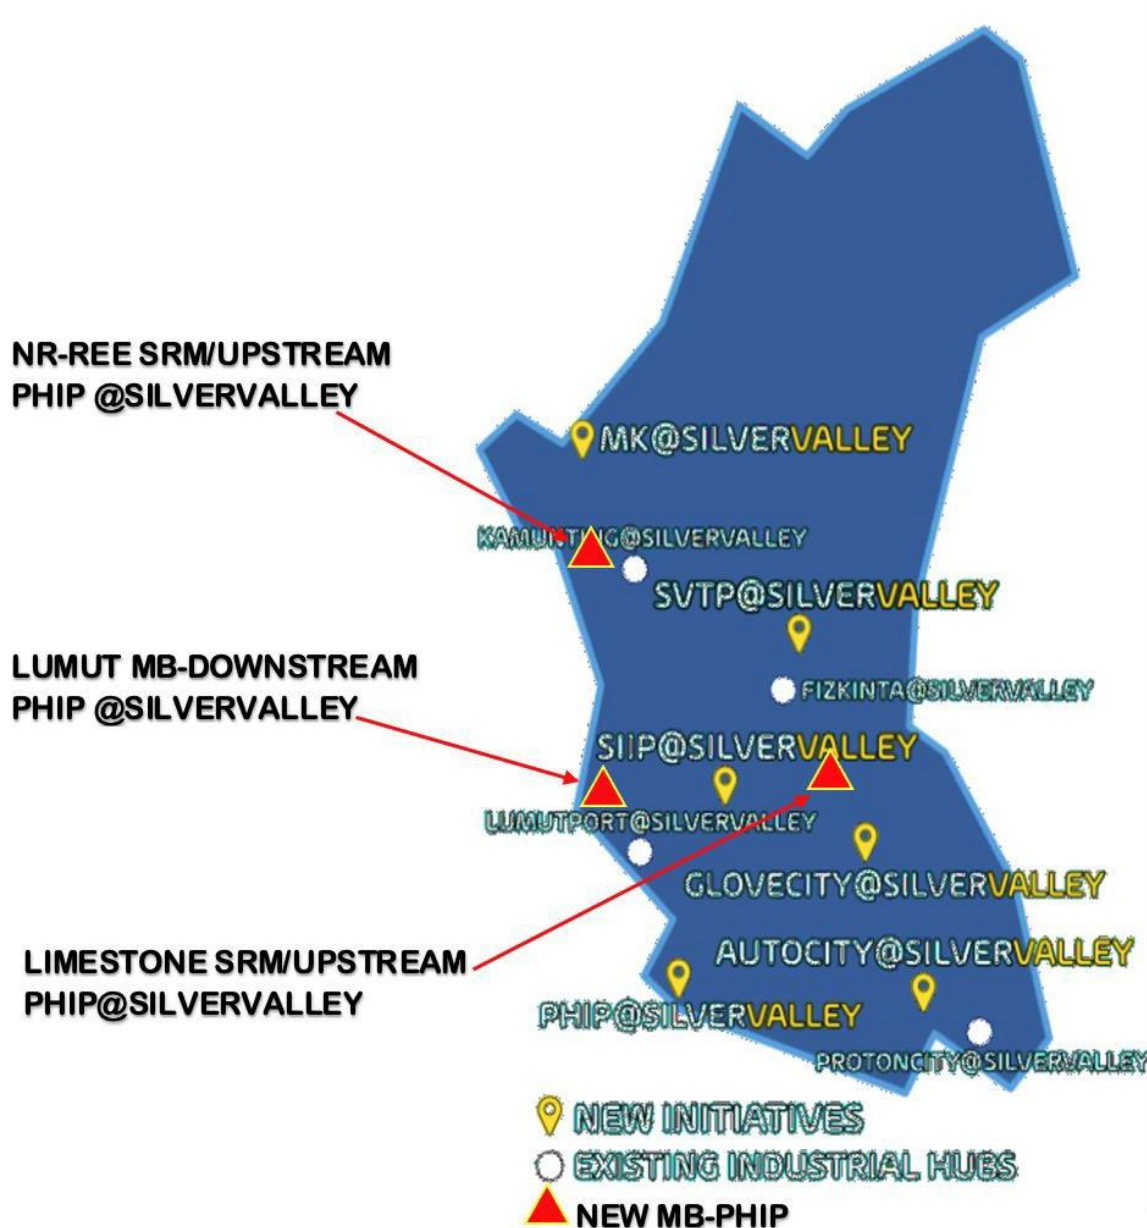 NR-REE SRM/UPSTREAM
PHIP @SILVERVALLEY
MK@SILVERVALLEY
KAMUNTING@SILVERVALLEY
SVTP@SILVERVALLEY
LUMUT MB-DOWNSTREAM
PHIP @SILVERVALLEY
FIZKINTA@SILVERVALLEY
SIIP@SILVERVALLEY
LUMUTPORT@SILVERVALLEY
GLOVECITY@SILVERVALLEY
LIMESTONE SRM/UPSTREAM
PHIP@SILVERVALLEY
AUTOCITY@SILVERVALLEY
PHIP@SILVERVALLEY
PROTONCITY@SILVERVALLEY
NEW INITIATIVES
EXISTING INDUSTRIAL HUBS
NEW MB-PHIP